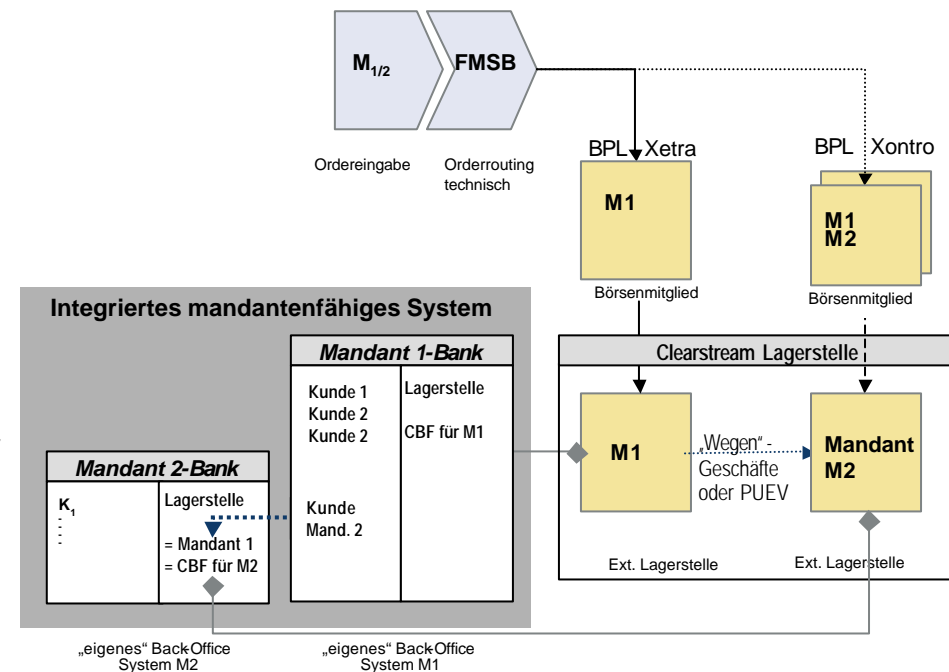 M1/2
FMSB
Ordereingabe
Orderrouting
technisch
BPL Xetra
BPL Xontro
M1
M1
M2
Börsenmitglied
Börsenmitglied
Integriertes mandantenfähiges System
Mandant 1-Bank
Kunde 1
Kunde 2
Kunde 2
Kunde
Mand. 2
Lagerstelle
CBF für M1
Mandant 2-Bank
K1
Lagerstelle
= Mandant 1
= CBF für M2
„eigenes“ Back-Office
System M2
„eigenes“ Back-Office
System M1
Clearstream Lagerstelle
M1
„Wegen“ -
Geschäfte
oder PUEV
Mandant
M2
Ext. Lagerstelle
Ext. Lagerstelle